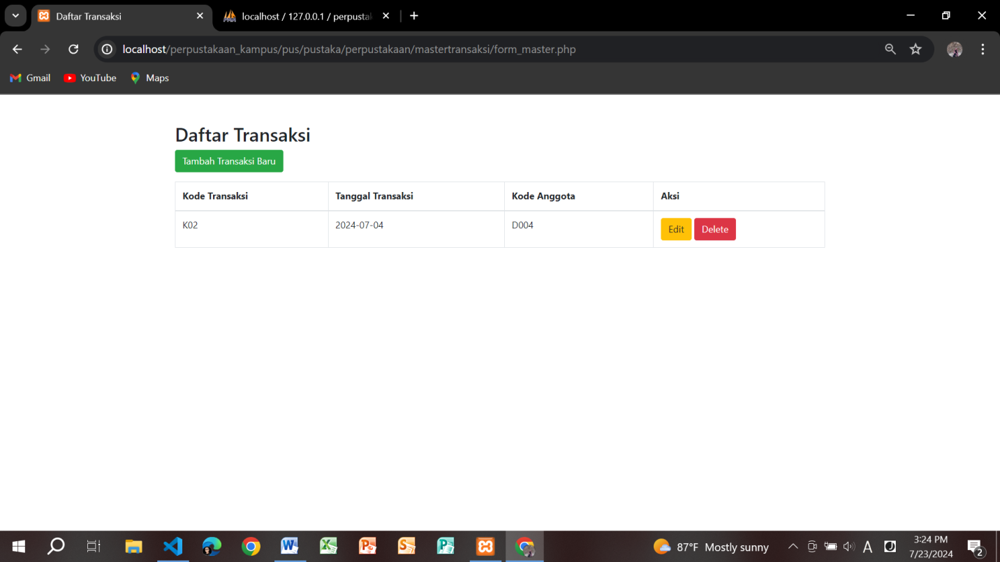 Daftar Transaksi
localhost / 127.0.0.1 / perpustak
localhost/perpustakaan_kampus/pus/pustaka/perpustakaan/mastertransaksi/form_master.php
Gmail YouTube Maps
Daftar Transaksi
Tambah Transaksi Baru
Kode Transaksi Tanggal Transaksi Kode Anggota Aksi
K02 2024-07-04 D004 Edit Delete
87°F Mostly sunny
A
3:24 PM
7/23/2024
2